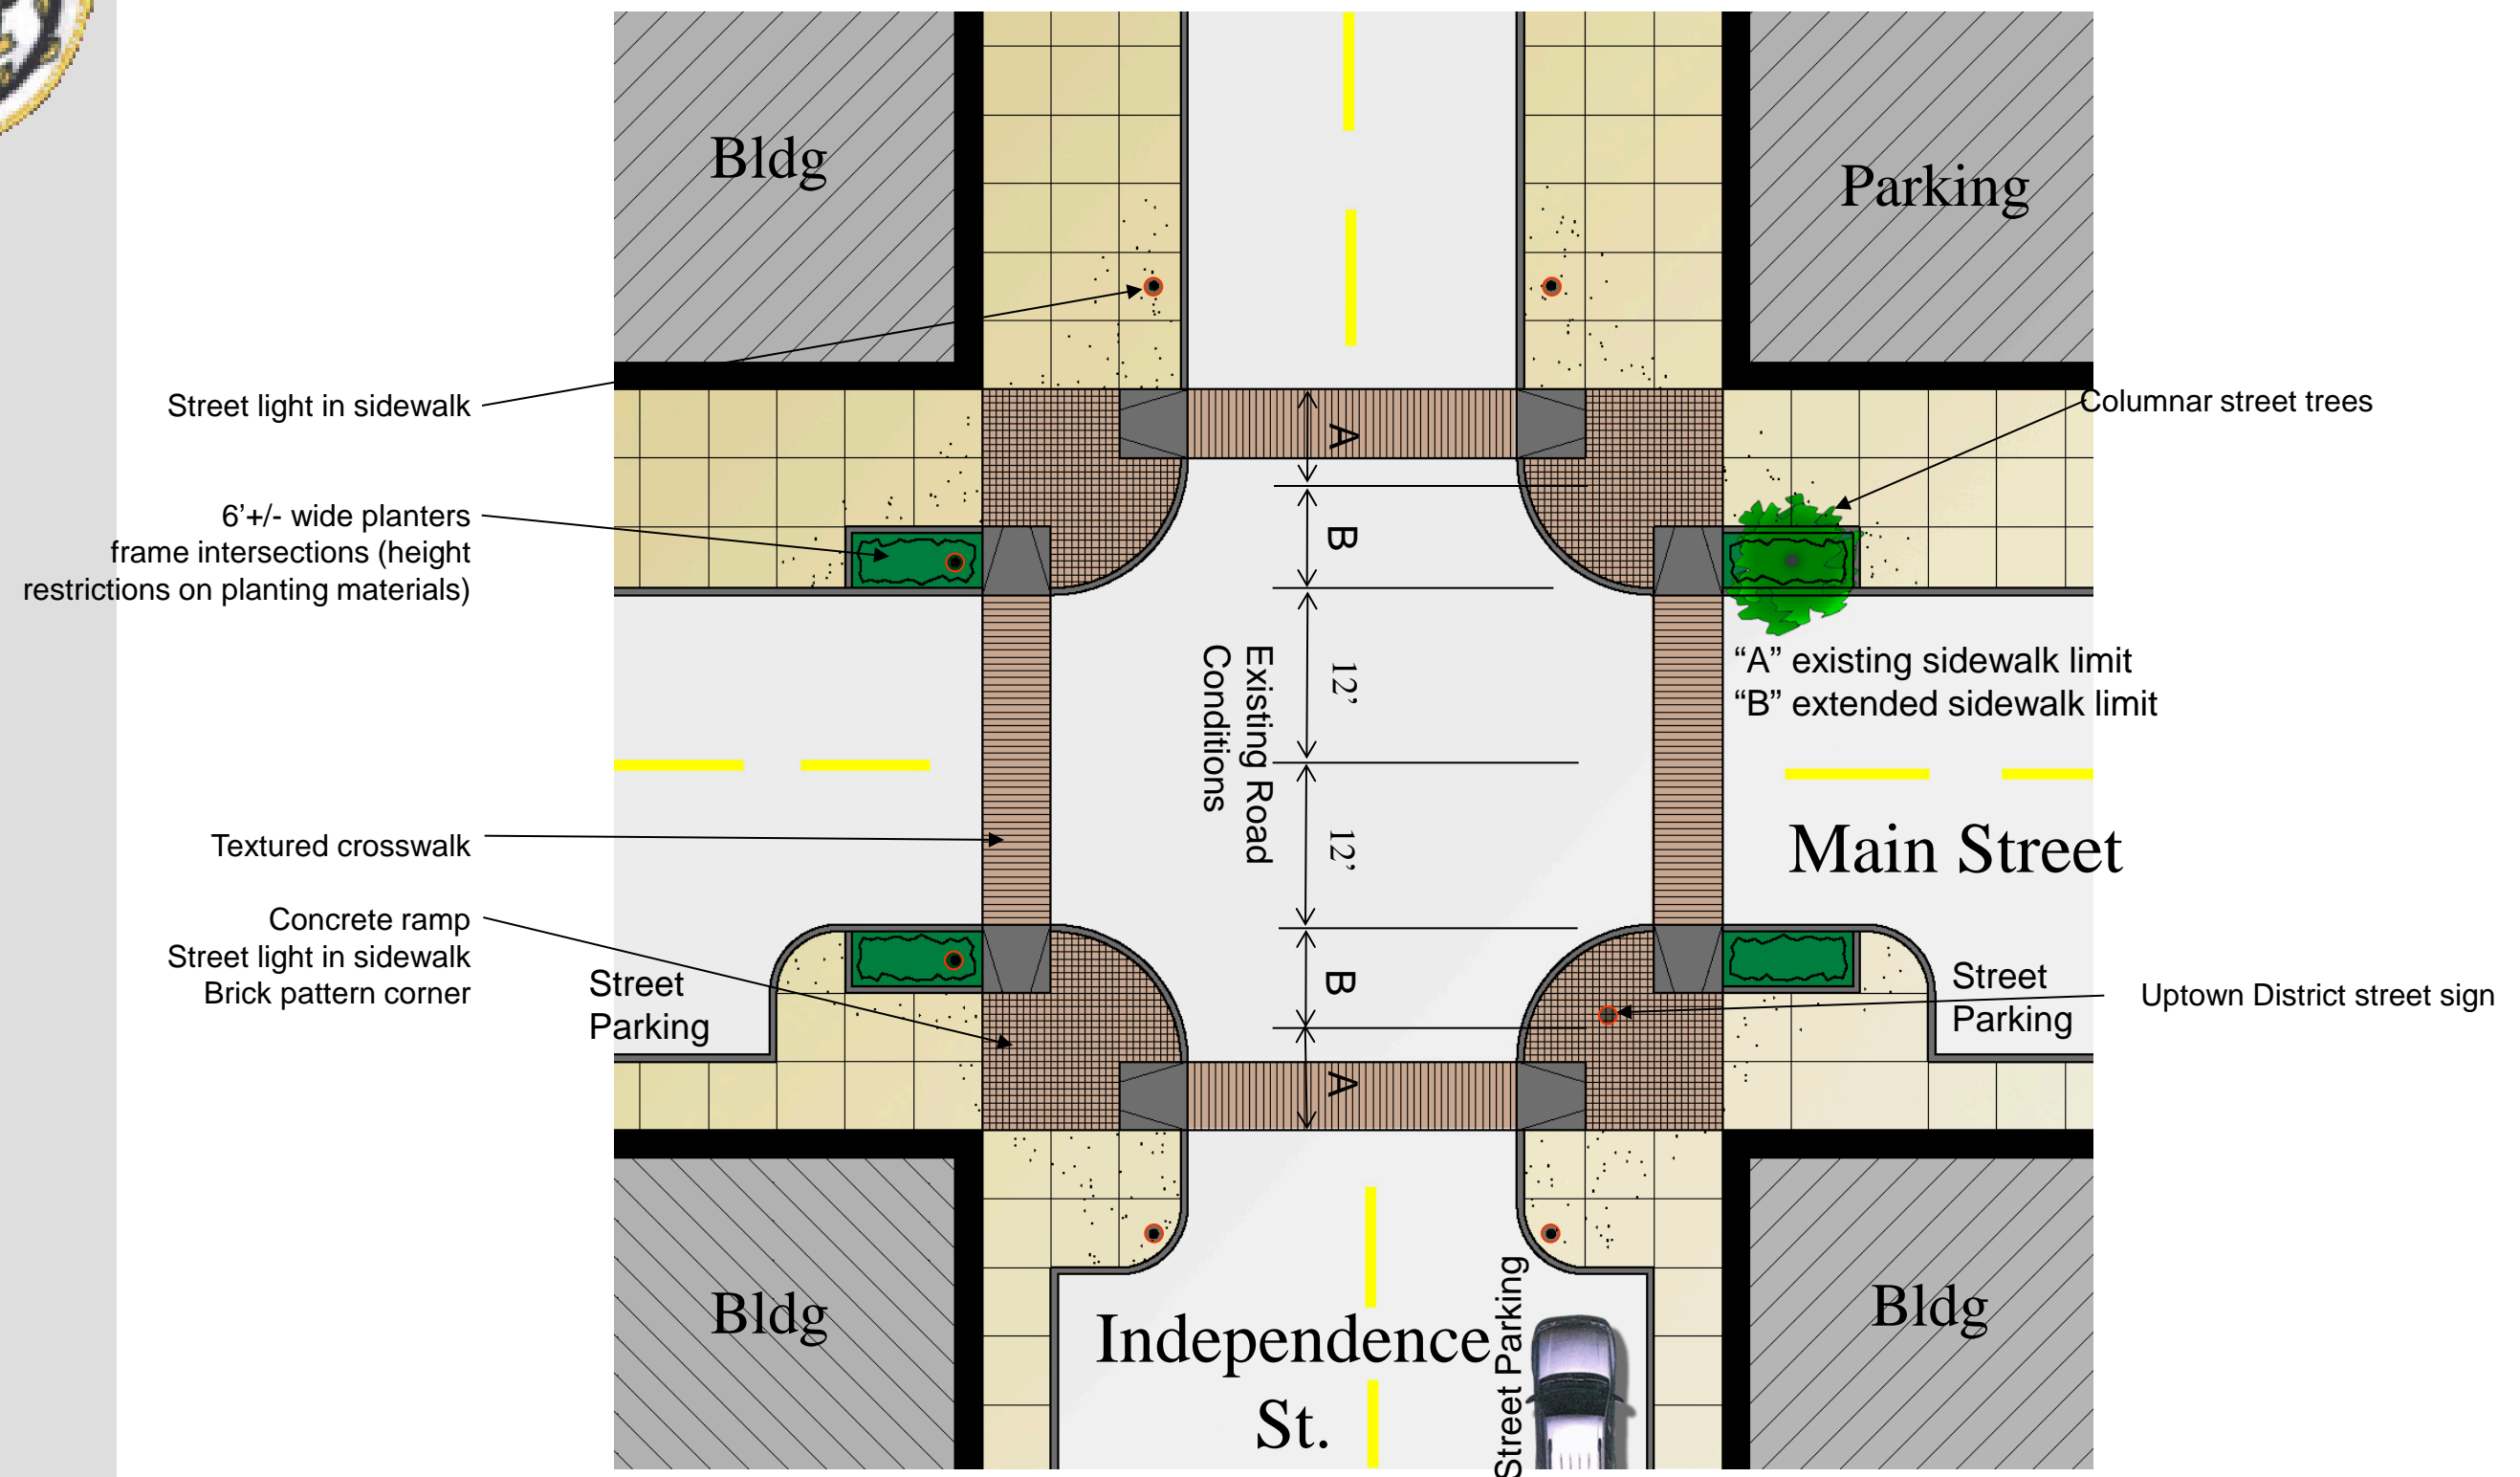 Bldg
Parking
Street light in sidewalk
Columnar street trees
A
6’+/- wide planters
frame intersections (height
restrictions on planting materials)
B
Existing Road
Conditions
12’
“A” existing sidewalk limit
“B” extended sidewalk limit
12’
Main Street
Textured crosswalk
Concrete ramp
Street light in sidewalk
Brick pattern corner
Street
Parking
B
Street
Parking
Uptown District street sign
A
Bldg
Independence
St.
Street Parking
Bldg